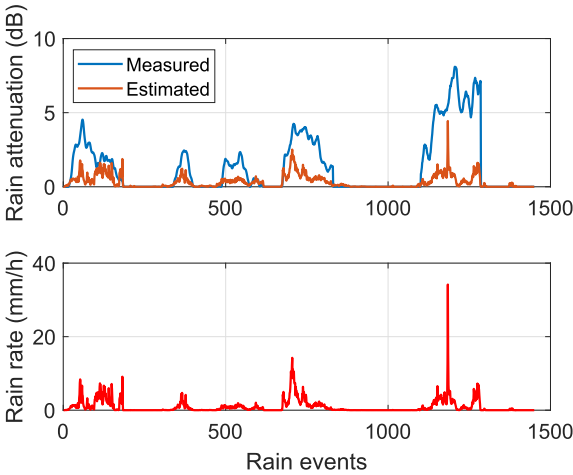 Rain attenuation (dB)
10
5
0
Measured
Estimated
0 500 1000 1500
Rain rate (mm/h)
40
20
0
0 500 1000 1500
Rain events